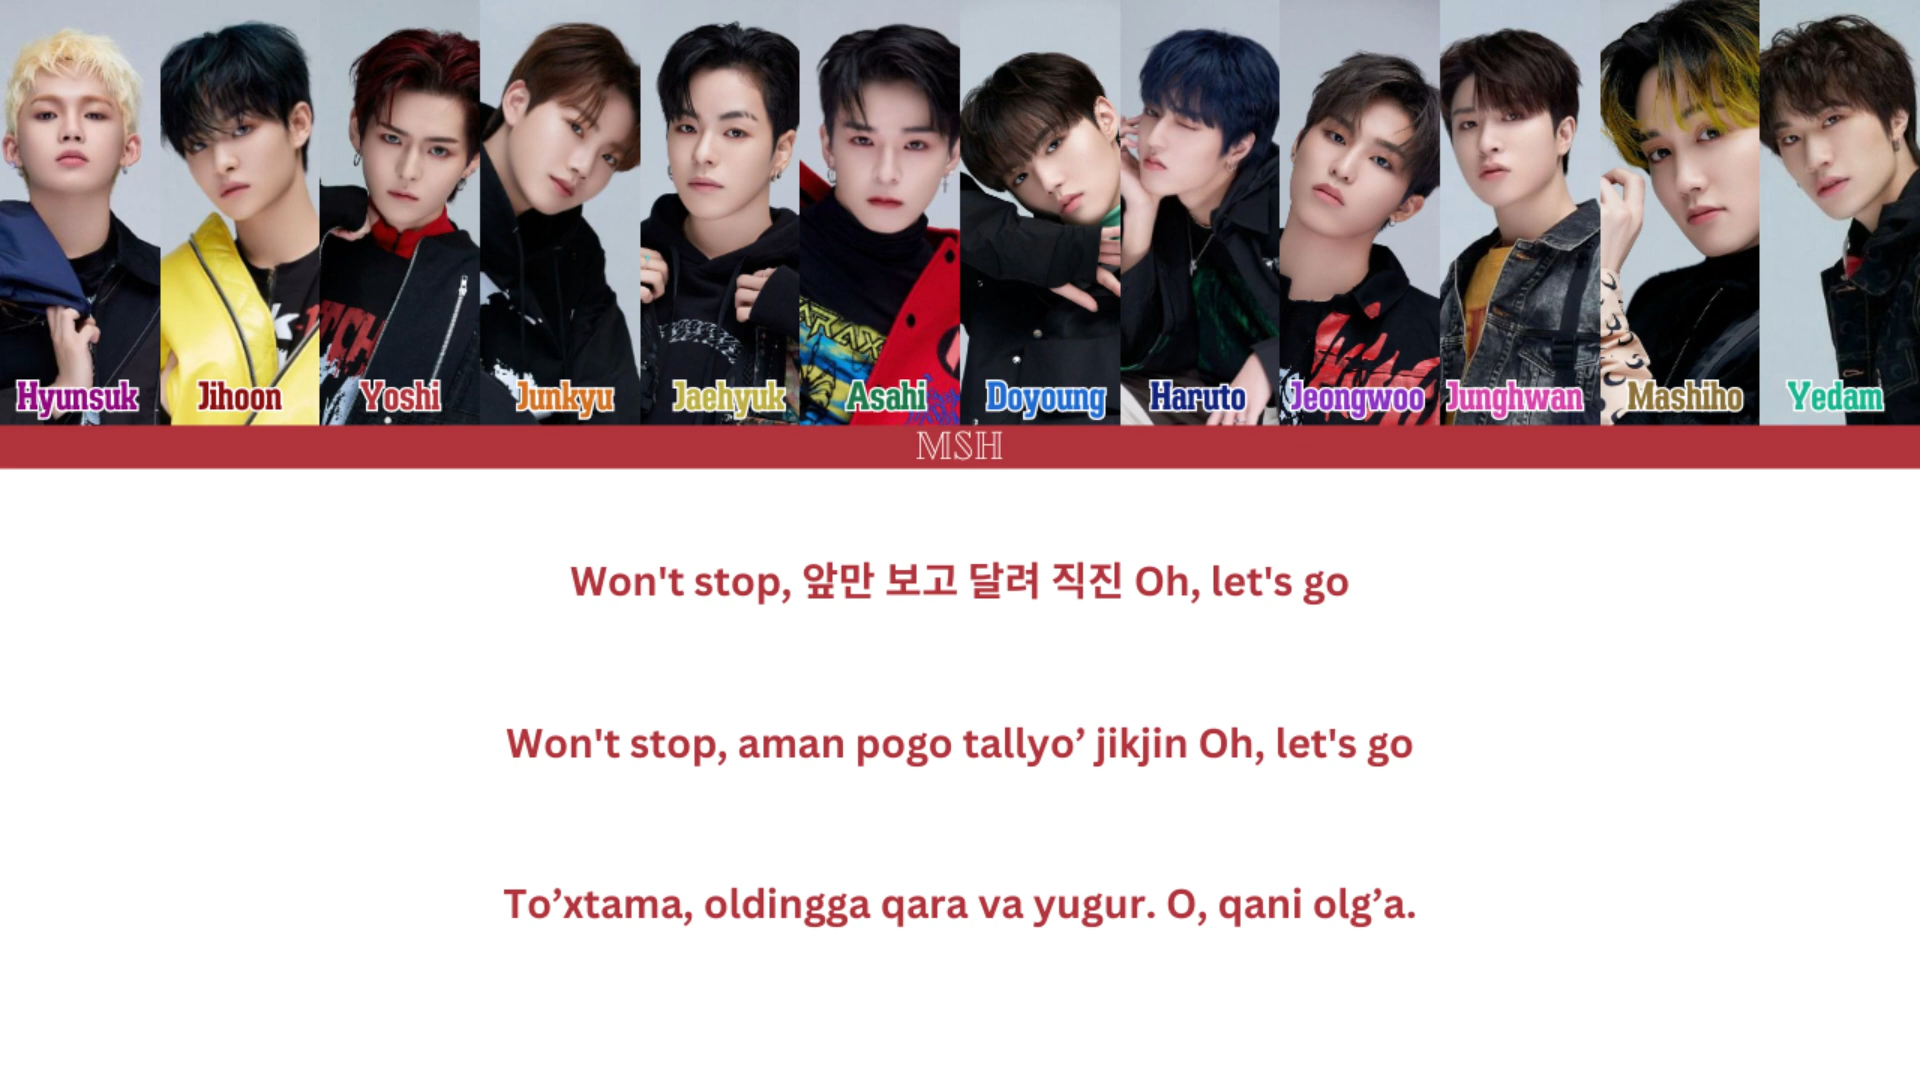 Hyunsuk Jihoon Yoshi Junkyu Jaehyuk Asahi Doyoung Haruto Jeongwoo Junghwan Mashiho Yedam
MSH
Won't stop, 앞만 보고 달려 직진 Oh, let's go
Won't stop, aman pogo tallyo’ jikjin Oh, let's go
To’xtama, oldingga qara va yugur. O, qani olg’a.